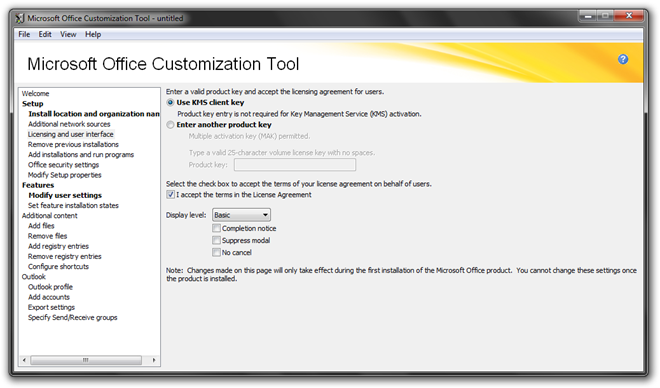 Microsoft Office Customization Tool - untitled
File Edit View Help
Microsoft Office Customization Tool
Welcome
Setup
Install location and organization nan
Additional network sources
Licensing and user interface
Remove previous installations
Add installations and run programs
Office security settings
Modify Setup properties
Features
Modify user settings
Set feature installation states
Additional content
Add files
Remove files
Add registry entries
Remove registry entries
Configure shortcuts
Outlook
Outlook profile
Add accounts
Export settings
Specify Send/Receive groups
Enter a valid product key and accept the licensing agreement for users.
Use KMS client key
Product key entry is not required for Key Management Service (KMS) activation.
Enter another product key
Multiple activation key (MAK) permitted.
Type a valid 25-character volume license key with no spaces.
Product key:
Select the check box to accept the terms of your license agreement on behalf of users.
I accept the terms in the License Agreement
Display level: Basic
Completion notice
Suppress modal
No cancel
Note: Changes made on this page will only take effect during the first installation of the Microsoft Office product. You cannot change these settings once
the product is installed.